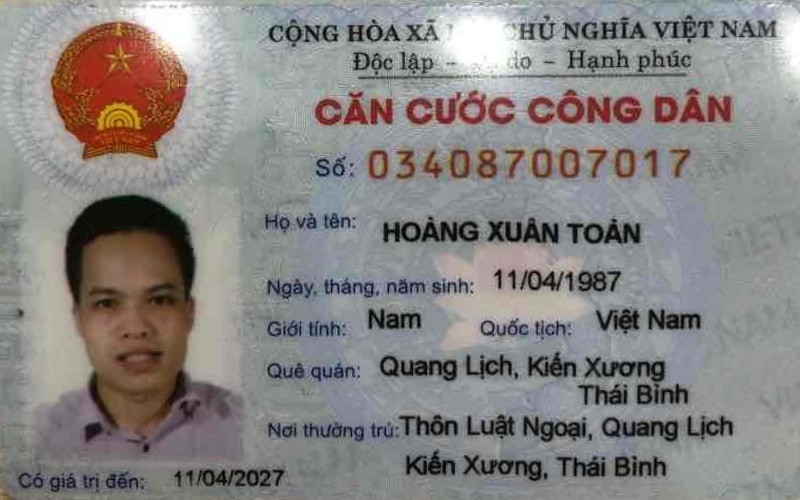 CỘNG HÒA XÃ CHỦ NGHĨA VIỆT NAM
Độc lập - do - Hạnh phúc
CĂN CƯỚC CÔNG DÂN
Số: 034087007017
Họ và tên: HOÀNG XUÂN TOẢN
Ngày, tháng, năm sinh: 11/04/1987
Giới tính: Nam Quốc tịch: Việt Nam
Quê quán: Quang Lịch, Kiến Xương
Thái Bình
Nơi thường trú: Thôn Luật Ngoại, Quang Lịch
Kiến Xương, Thái Bình
Có giá trị đến: 11/04/2027